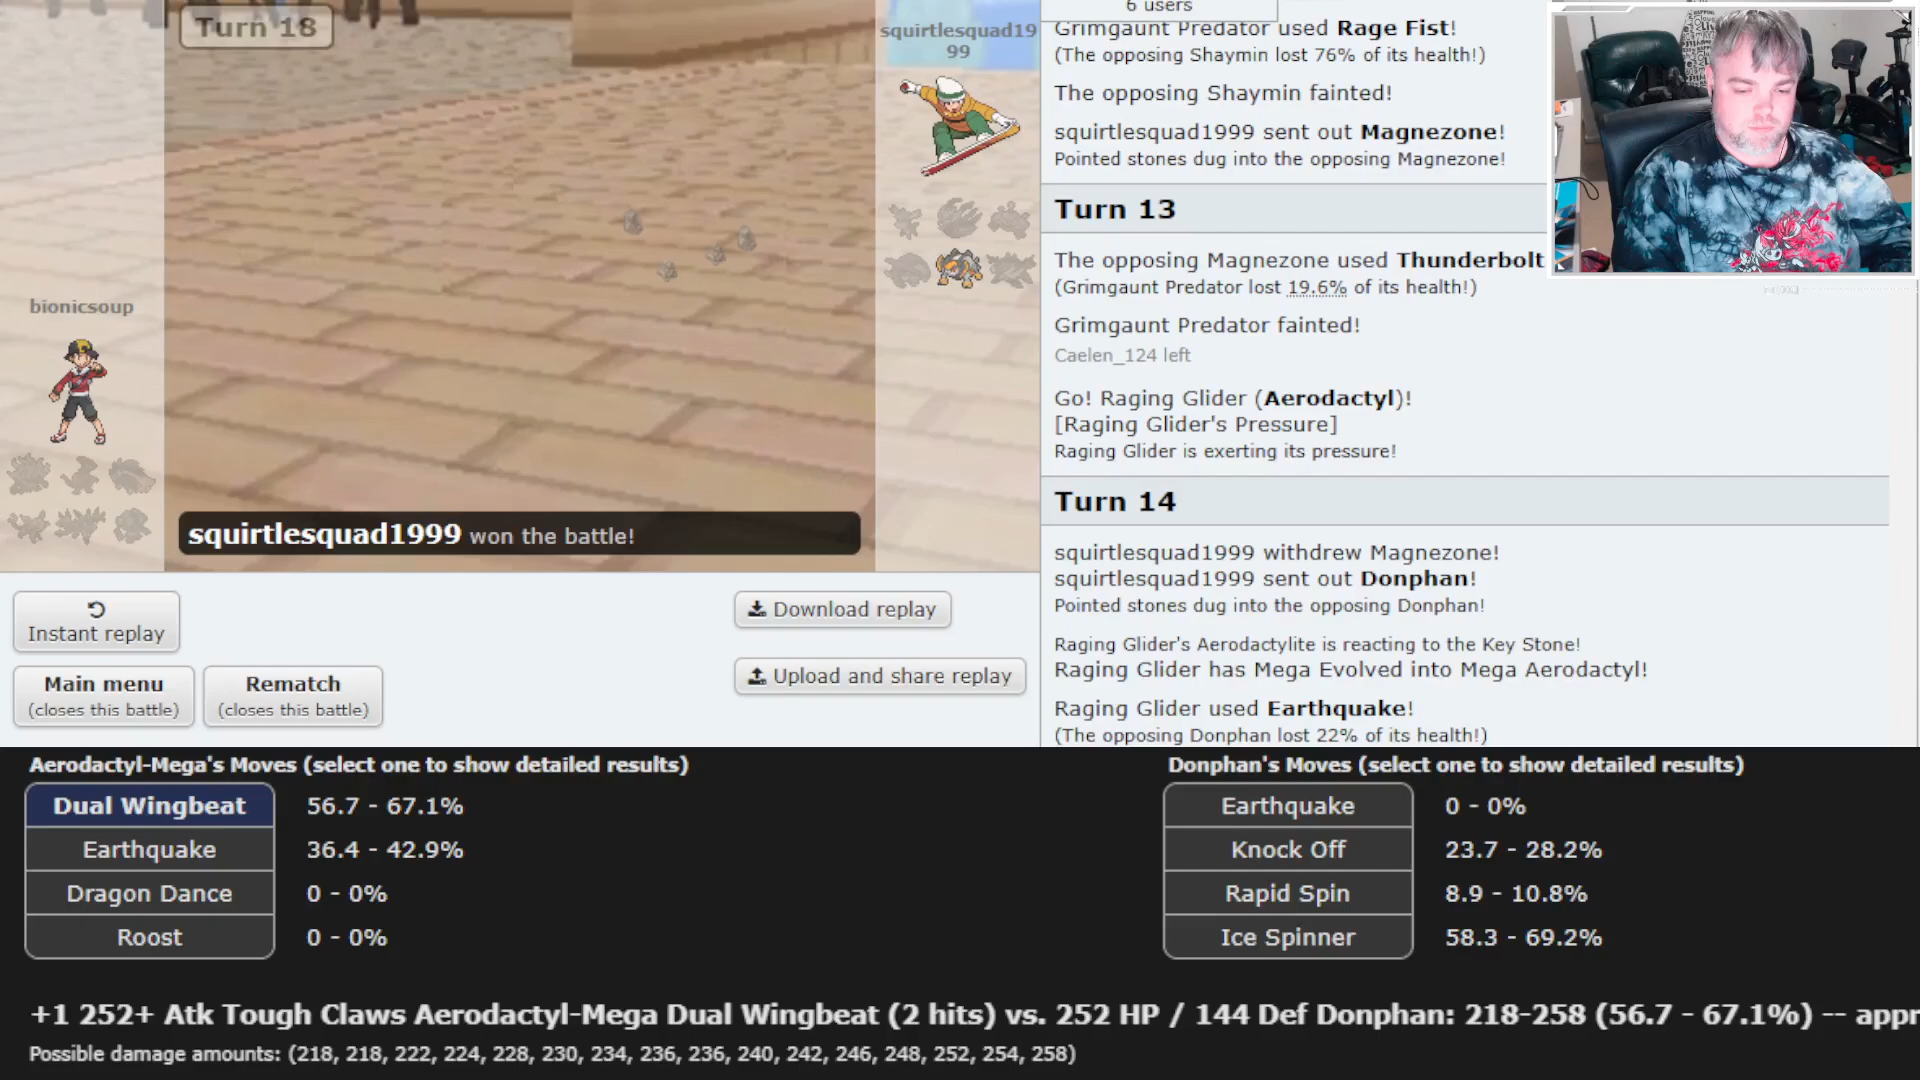 Turn 18
squirtlesquad19
99
bionicsoup
squirtlesquad1999 won the battle!
Instant replay
Download replay
Upload and share replay
Main menu
(closes this battle)
Rematch
(closes this battle)
6 users
Grimgaunt Predator used Rage Fist!
(The opposing Shaymin lost 76% of its health!)
The opposing Shaymin fainted!
squirtlesquad1999 sent out Magnezone!
Pointed stones dug into the opposing Magnezone!
Turn 13
The opposing Magnezone used Thunderbolt
(Grimgaunt Predator lost 19.6% of its health!)
Grimgaunt Predator fainted!
Caelen_124 left
Go! Raging Glider (Aerodactyl)!
[Raging Glider's Pressure]
Raging Glider is exerting its pressure!
Turn 14
squirtlesquad1999 withdrew Magnezone!
squirtlesquad1999 sent out Donphan!
Pointed stones dug into the opposing Donphan!
Raging Glider's Aerodactylite is reacting to the Key Stone!
Raging Glider has Mega Evolved into Mega Aerodactyl!
Raging Glider used Earthquake!
(The opposing Donphan lost 22% of its health!)
Aerodactyl-Mega's Moves (select one to show detailed results)
Dual Wingbeat 56.7 - 67.1%
Earthquake 36.4 - 42.9%
Dragon Dance 0 - 0%
Roost 0 - 0%
Donphan's Moves (select one to show detailed results)
Earthquake 0 - 0%
Knock Off 23.7 - 28.2%
Rapid Spin 8.9 - 10.8%
Ice Spinner 58.3 - 69.2%
+1 252+ Atk Tough Claws Aerodactyl-Mega Dual Wingbeat (2 hits) vs. 252 HP / 144 Def Donphan: 218-258 (56.7 - 67.1%) -- appr
Possible damage amounts: (218, 218, 222, 224, 228, 230, 234, 236, 236, 240, 242, 246, 248, 252, 254, 258)